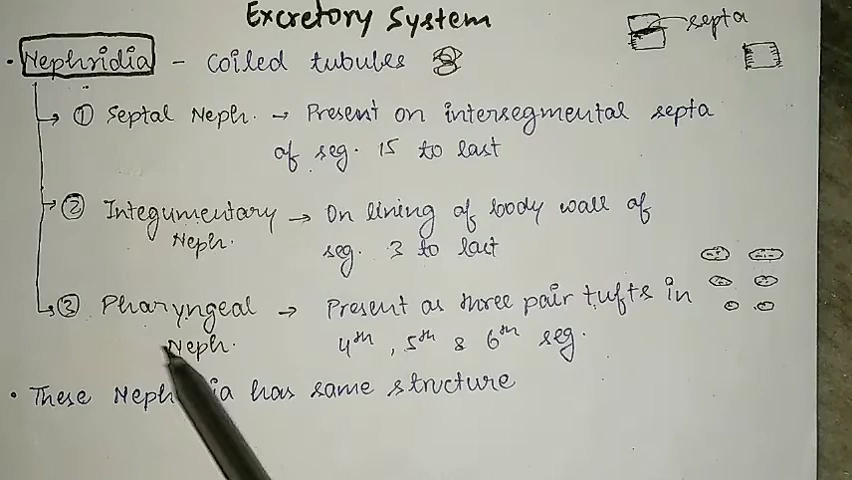 Excretory System
septa
• Nephridia - coiled tubules
→ ① Septal Neph. → Present on intersegmental septa
of seg. 15 to last
→ ② Integumentary Neph. → On lining of body wall of
seg. 3 to last
→ ③ Pharyngeal Neph. → Present as three pair tufts in
4th, 5th & 6th seg.
• These Neph ia has same structure